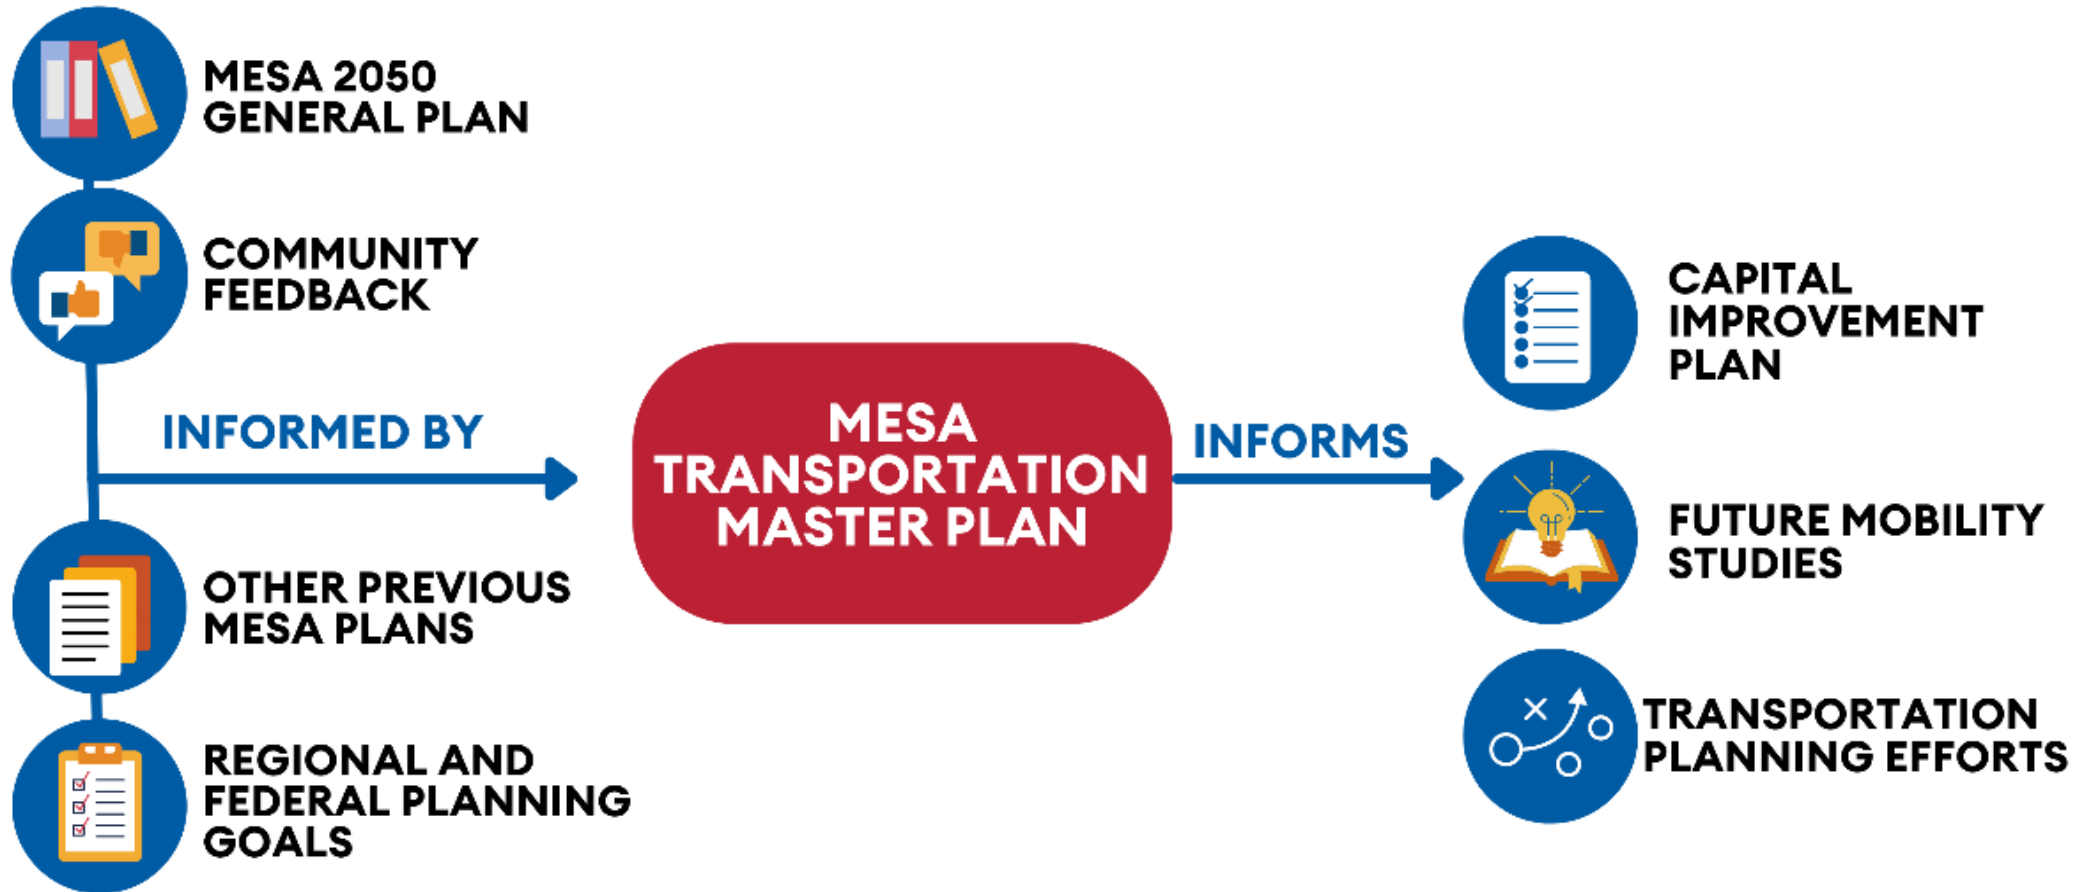 MESA 2050
GENERAL PLAN
COMMUNITY
FEEDBACK
INFORMED BY
OTHER PREVIOUS
MESA PLANS
REGIONAL AND
FEDERAL PLANNING
GOALS
MESA
TRANSPORTATION
MASTER PLAN
INFORMS
CAPITAL
IMPROVEMENT
PLAN
FUTURE MOBILITY
STUDIES
TRANSPORTATION
PLANNING EFFORTS